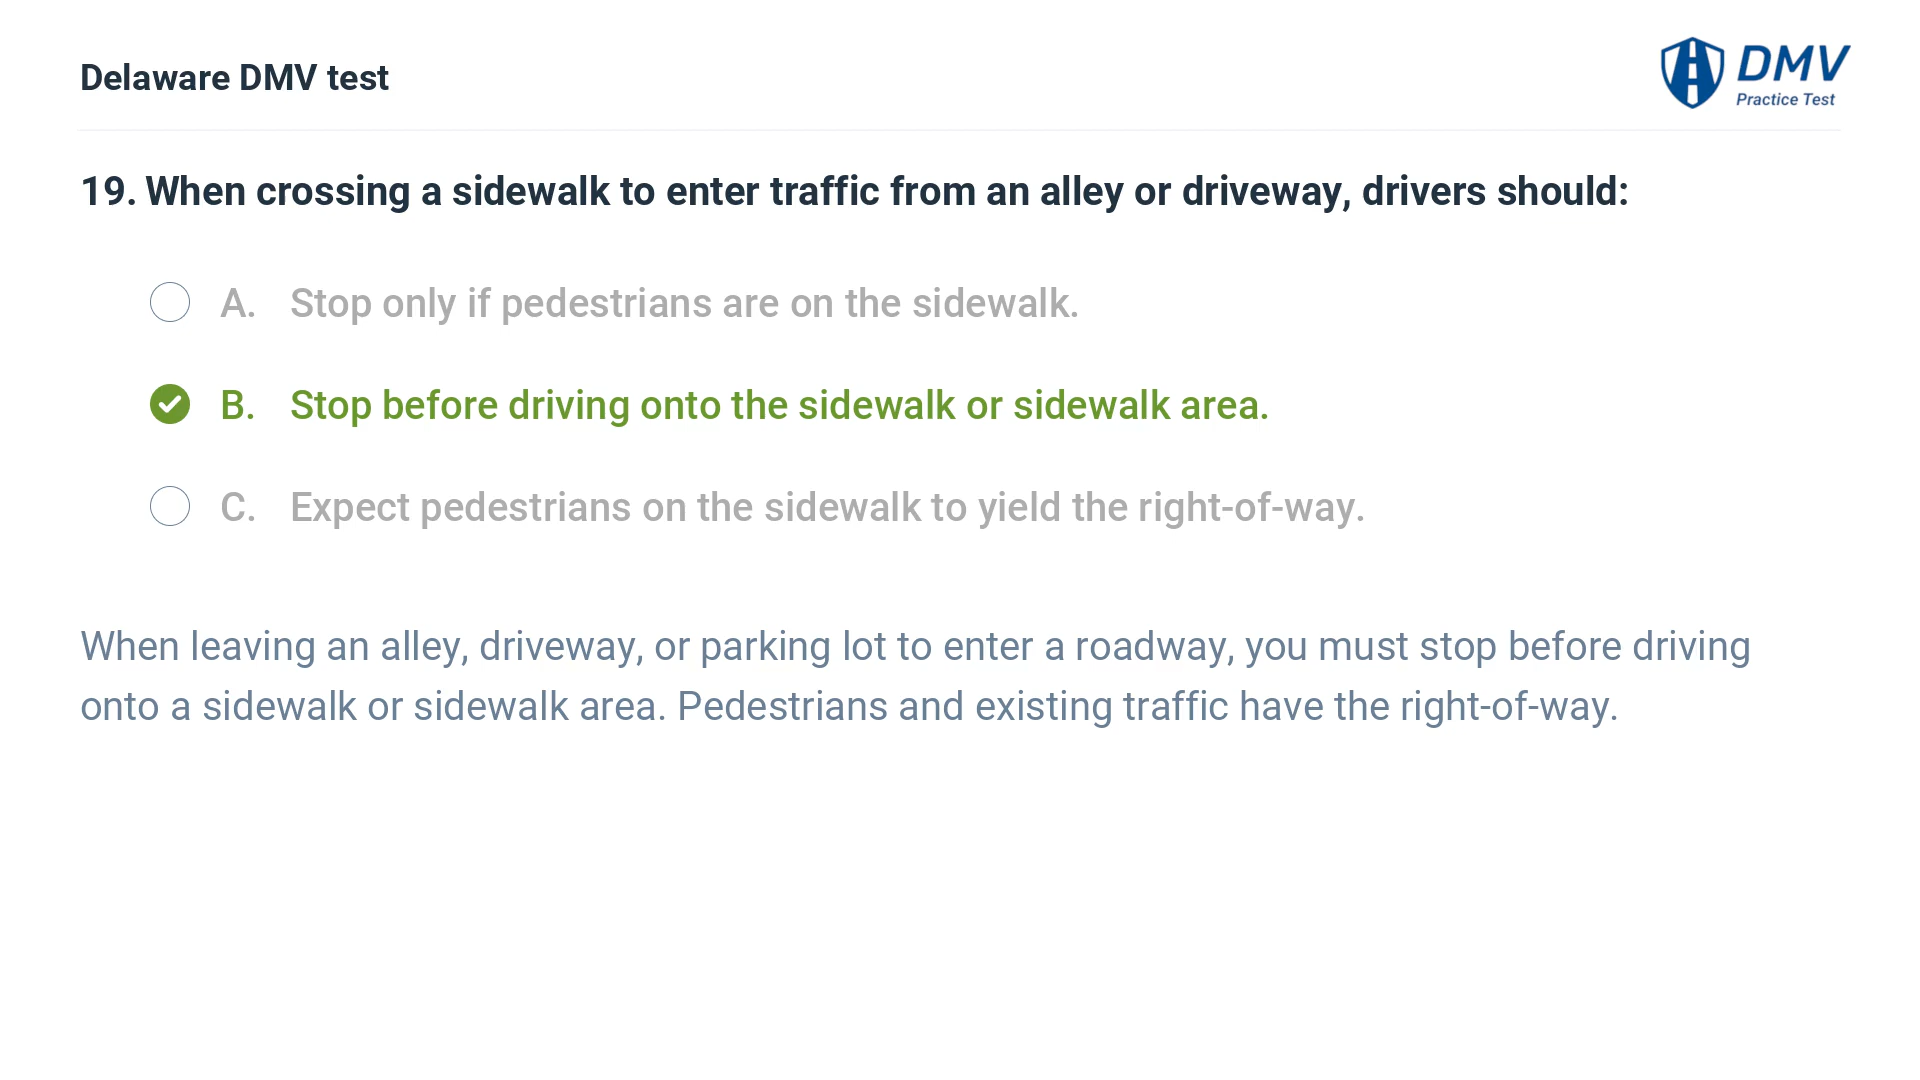 Delaware DMV test
DMV
Practice Test
19. When crossing a sidewalk to enter traffic from an alley or driveway, drivers should:
A. Stop only if pedestrians are on the sidewalk.
B. Stop before driving onto the sidewalk or sidewalk area.
C. Expect pedestrians on the sidewalk to yield the right-of-way.
When leaving an alley, driveway, or parking lot to enter a roadway, you must stop before driving
onto a sidewalk or sidewalk area. Pedestrians and existing traffic have the right-of-way.